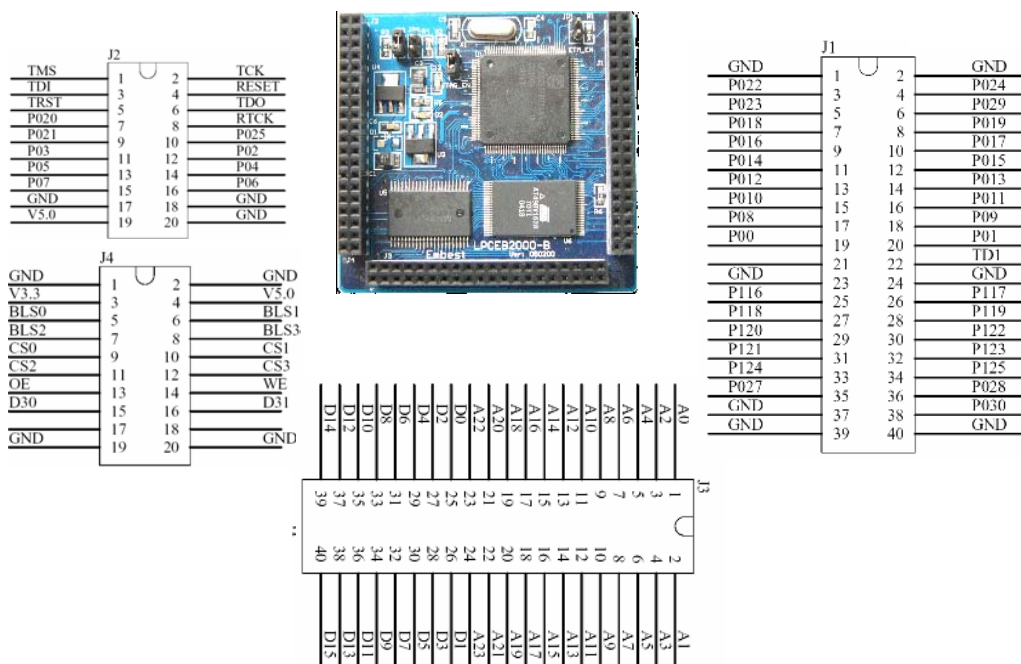 J2
TMS 1 2 TCK
TDI 3 4 RESET
TRST 5 6 TDO
P020 7 8 RTCK
P021 9 10 P025
P03 11 12 P02
P05 13 14 P04
P07 15 16 P06
GND 17 18 GND
V5.0 19 20 GND
J4
GND 1 2 GND
V3.3 3 4 V5.0
BLS0 5 6 BLS1
BLS2 7 8 BLS3
CS0 9 10 CS1
CS2 11 12 CS3
OE 13 14 WE
D30 15 16 D31
17 18
GND 19 20 GND
LPCEB2000-B
Embest
J1
GND 1 2 GND
P022 3 4 P024
P023 5 6 P029
P018 7 8 P019
P016 9 10 P017
P014 11 12 P015
P012 13 14 P013
P010 15 16 P011
P08 17 18 P09
P00 19 20 P01
21 22 TD1
GND 23 24 GND
P116 25 26 P117
P118 27 28 P119
P120 29 30 P122
P121 31 32 P123
P124 33 34 P125
P027 35 36 P028
GND 37 38 P030
GND 39 40 GND
J3
A0 1 2 A1
A2 3 4 A3
A4 5 6 A5
A6 7 8 A7
A8 9 10 A9
A10 11 12 A11
A12 13 14 A13
A14 15 16 A15
A16 17 18 A17
A18 19 20 A19
A20 21 22 A21
A22 23 24 A23
D0 25 26 D1
D2 27 28 D3
D4 29 30 D5
D6 31 32 D7
D8 33 34 D9
D10 35 36 D11
D12 37 38 D13
D14 39 40 D15